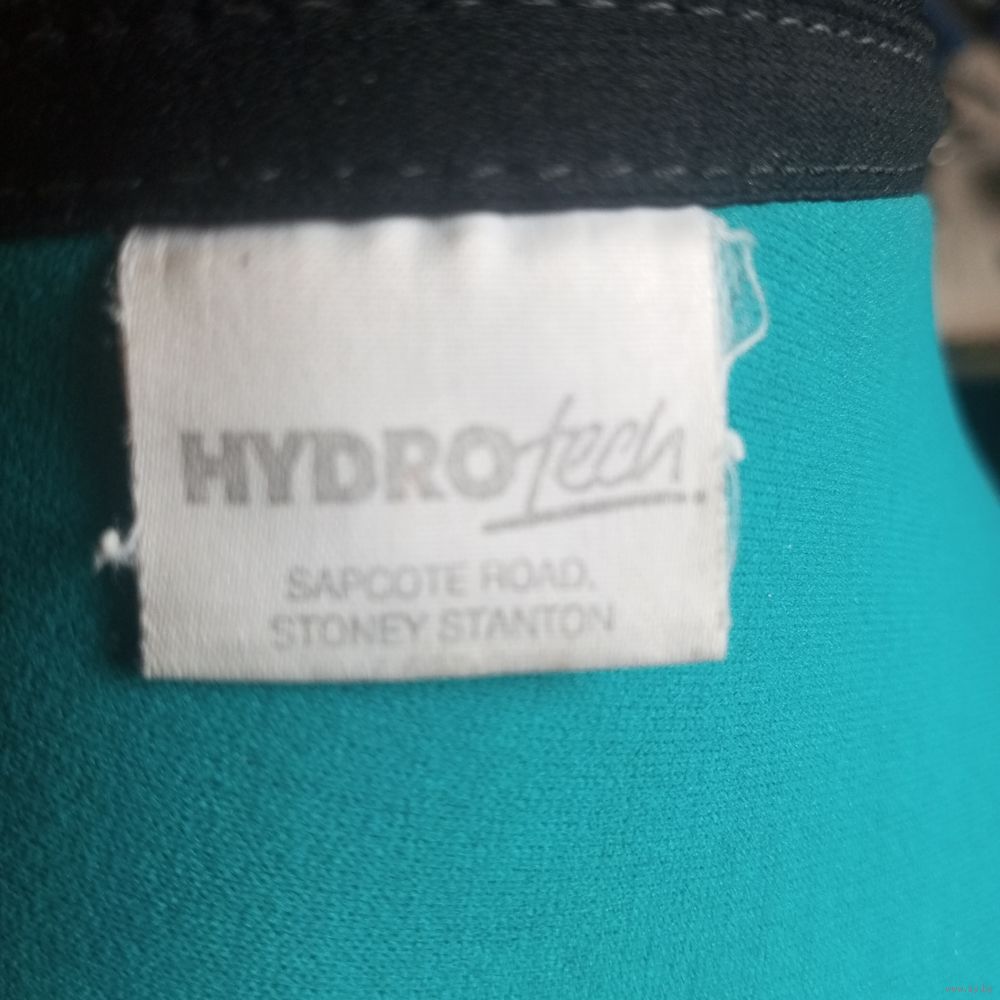 HYDROtech.
SAPCOTE ROAD,
STONEY STANTON